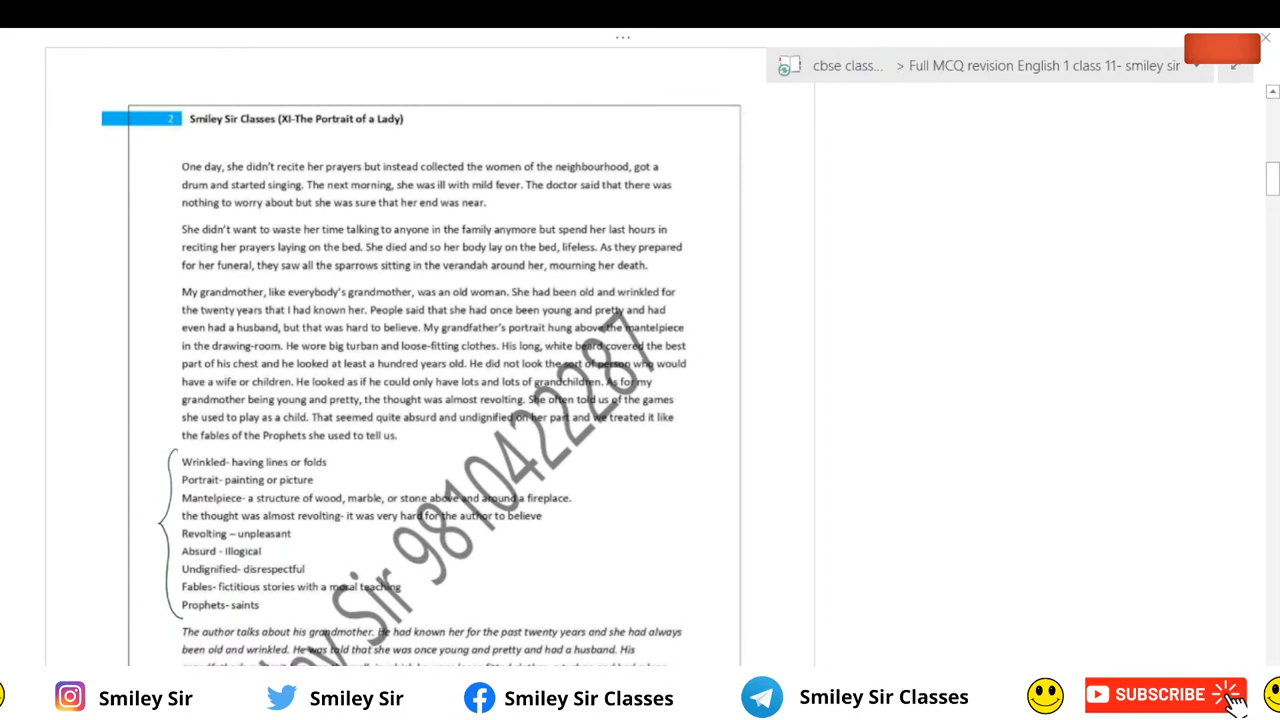 cbse class... > Full MCQ revision English 1 class 11- smiley sir
2 Smiley Sir Classes (XI-The Portrait of a Lady)
One day, she didn't recite her prayers but instead collected the women of the neighbourhood, got a
drum and started singing. The next morning, she was ill with mild fever. The doctor said that there was
nothing to worry about but she was sure that her end was near.
She didn't want to waste her time talking to anyone in the family anymore but spend her last hours in
reciting her prayers laying on the bed. She died and so her body lay on the bed, lifeless. As they prepared
for her funeral, they saw all the sparrows sitting in the verandah around her, mourning her death.
My grandmother, like everybody's grandmother, was an old woman. She had been old and wrinkled for
the twenty years that I had known her. People said that she had once been young and pretty and had
even had a husband, but that was hard to believe. My grandfather's portrait hung above the mantelpiece
in the drawing-room. He wore big turban and loose-fitting clothes. His long, white beard covered the best
part of his chest and he looked at least a hundred years old. He did not look the sort of person who would
have a wife or children. He looked as if he could only have lots and lots of grandchildren. As for my
grandmother being young and pretty, the thought was almost revolting. She often told us of the games
she used to play as a child. That seemed quite absurd and undignified on her part and we treated it like
the fables of the Prophets she used to tell us.
Wrinkled- having lines or folds
Portrait- painting or picture
Mantelpiece- a structure of wood, marble, or stone above and around a fireplace.
the thought was almost revolting- it was very hard for the author to believe
Revolting – unpleasant
Absurd - Illogical
Undignified- disrespectful
Fables- fictitious stories with a moral teaching
Prophets- saints
The author talks about his grandmother. He had known her for the past twenty years and she had always
been old and wrinkled. He was told that she was once young and pretty and had a husband. His
Sir 9810422287
Smiley Sir
Smiley Sir
Smiley Sir Classes
Smiley Sir Classes
SUBSCRIBE